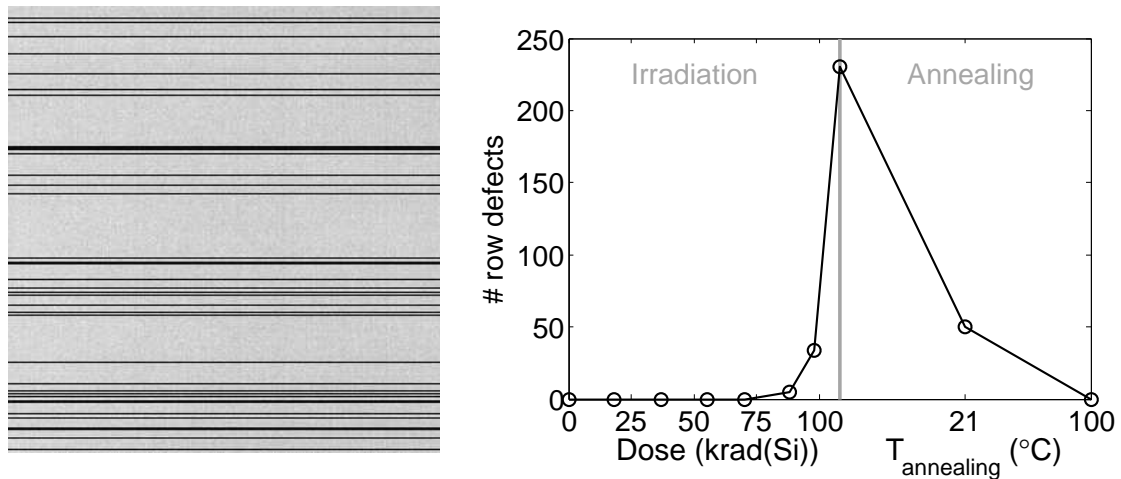 250
200
150
100
50
0
# row defects
Irradiation
Annealing
0 25 50 75 100 21 100
Dose (krad(Si))
T_annealing (°C)